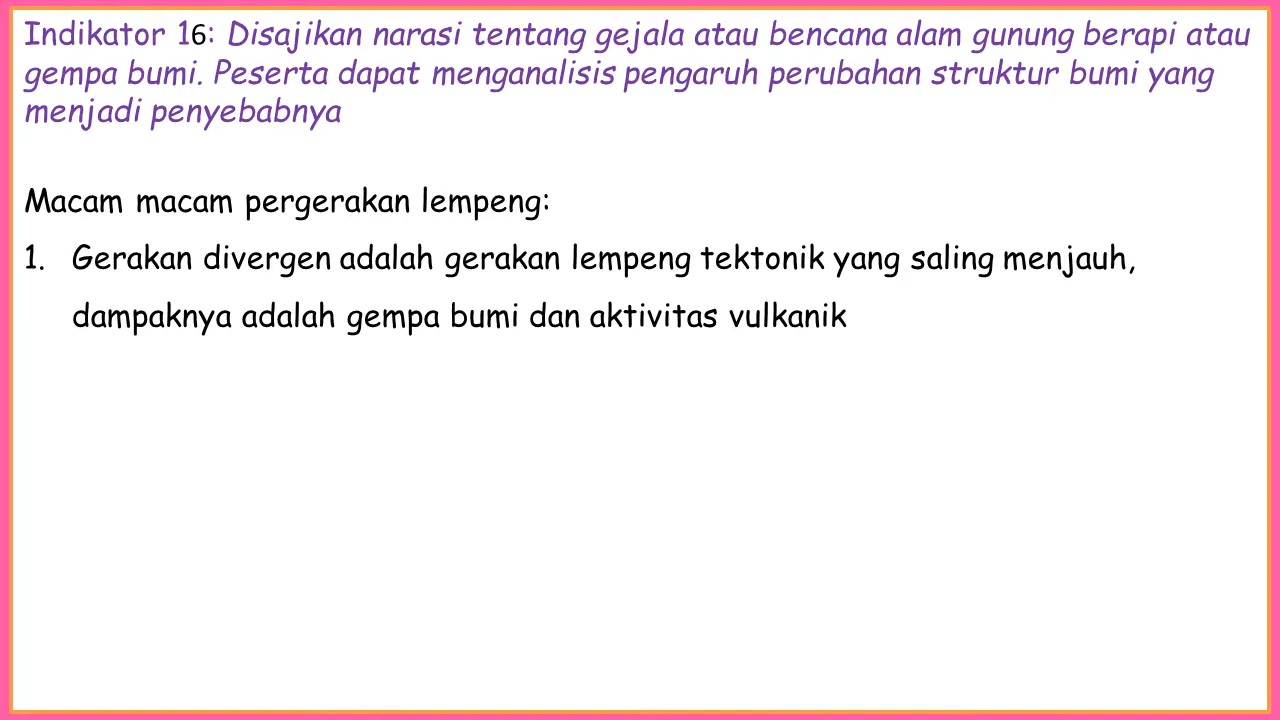 Indikator 16: Disajikan narasi tentang gejala atau bencana alam gunung berapi atau
gempa bumi. Peserta dapat menganalisis pengaruh perubahan struktur bumi yang
menjadi penyebabnya
Macam macam pergerakan lempeng:
1. Gerakan divergen adalah gerakan lempeng tektonik yang saling menjauh,
dampaknya adalah gempa bumi dan aktivitas vulkanik